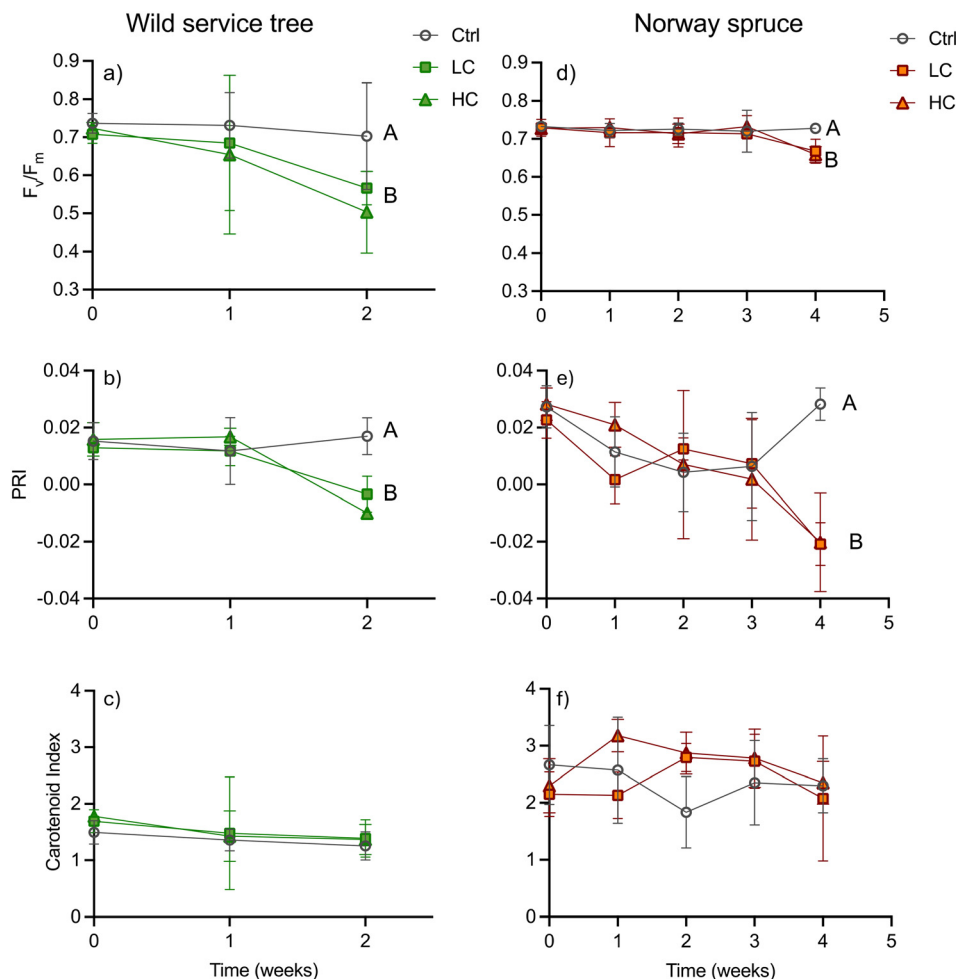 Wild service tree
Ctrl
LC
HC
Norway spruce
Ctrl
LC
HC
a)
Fv/Fm
0.9
0.8
0.7
0.6
0.5
0.4
0.3
0 1 2
A
B
d)
0.9
0.8
0.7
0.6
0.5
0.4
0.3
0 1 2 3 4 5
A
B
b)
PRI
0.04
0.02
0.00
-0.02
-0.04
0 1 2
A
B
e)
0.04
0.02
0.00
-0.02
-0.04
0 1 2 3 4 5
A
B
c)
Carotenoid Index
4
3
2
1
0
0 1 2
Time (weeks)
f)
4
3
2
1
0
0 1 2 3 4 5
Time (weeks)